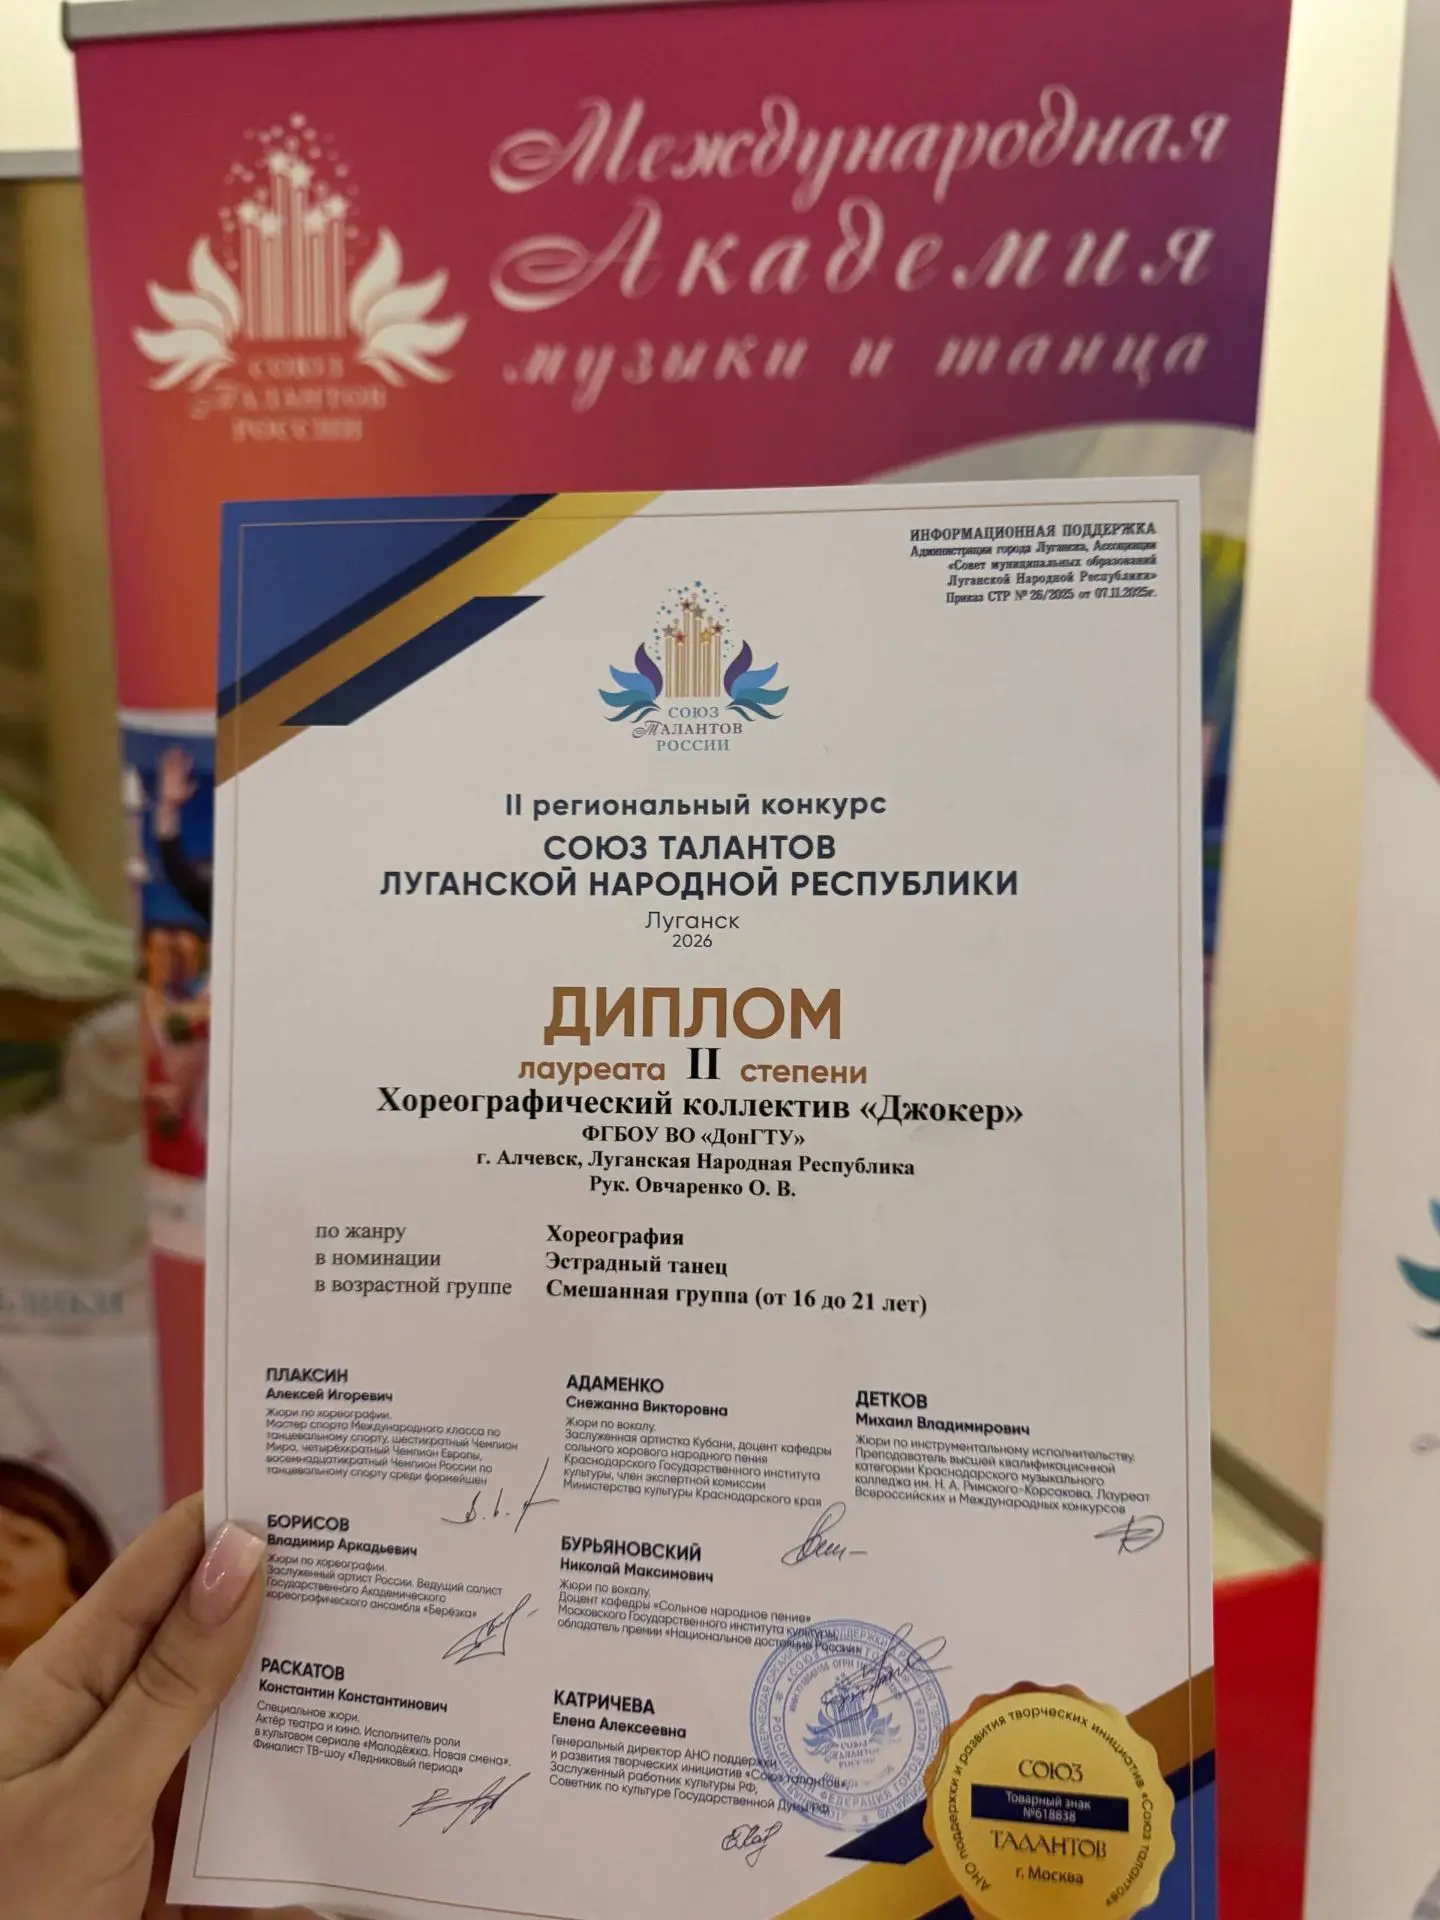 Международная
Академия
музыки и танца
СОЮЗ
ТАЛАНТОВ
РОССИИ
ИНФОРМАЦИОННАЯ ПОДДЕРЖКА
Администрации города Луганска, Ассоциации
«Совет муниципальных образований
Луганской Народной Республики»
Приказ СТР № 26/2025 от 07.11.2025г.
СОЮЗ
ТАЛАНТОВ
РОССИИ
II региональный конкурс
СОЮЗ ТАЛАНТОВ
ЛУГАНСКОЙ НАРОДНОЙ РЕСПУБЛИКИ
Луганск
2026
ДИПЛОМ
лауреата II степени
Хореографический коллектив «Джокер»
ФГБОУ ВО «ДонГТУ»
г. Алчевск, Луганская Народная Республика
Рук. Овчаренко О. В.
по жанру Хореография
в номинации Эстрадный танец
в возрастной группе Смешанная группа (от 16 до 21 лет)
ПЛАКСИН
Алексей Игоревич
Жюри по хореографии.
Мастер спорта Международного класса по
танцевальному спорту, шестикратный Чемпион
Мира, четырёхкратный Чемпион Европы,
восемнадцатикратный Чемпион России по
танцевальному спорту среди формейшен
АДАМЕНКО
Снежанна Викторовна
Жюри по вокалу.
Заслуженная артистка Кубани, доцент кафедры
сольного хорового народного пения
Краснодарского Государственного института
культуры, член экспертной комиссии
Министерства культуры Краснодарского края
ДЕТКОВ
Михаил Владимирович
Жюри по инструментальному исполнительству.
Преподаватель высшей квалификационной
категории Краснодарского музыкального
колледжа им. Н. А. Римского-Корсакова. Лауреат
Всероссийских и Международных конкурсов
БОРИСОВ
Владимир Аркадьевич
Жюри по хореографии.
Заслуженный артист России. Ведущий солист
Государственного Академического
хореографического ансамбля «Берёзка»
БУРЬЯНОВСКИЙ
Николай Максимович
Жюри по вокалу.
Доцент кафедры «Сольное народное пение»
Московского Государственного института культуры,
обладатель премии «Национальное достояние России»
РАСКАТОВ
Константин Константинович
Специальное жюри.
Актёр театра и кино. Исполнитель роли
в культовом сериале «Молодёжка. Новая смена».
Финалист ТВ-шоу «Ледниковый период»
КАТРИЧЕВА
Елена Алексеевна
Генеральный директор АНО поддержки
и развития творческих инициатив «Союз талантов»,
Заслуженный работник культуры РФ,
Советник по культуре Государственной Думы РФ
СОЮЗ
ТАЛАНТОВ
РОССИИ
АНО поддержки и развития творческих инициатив «Союз талантов»
СОЮЗ
Товарный знак
№618838
ТАЛАНТОВ
г. Москва